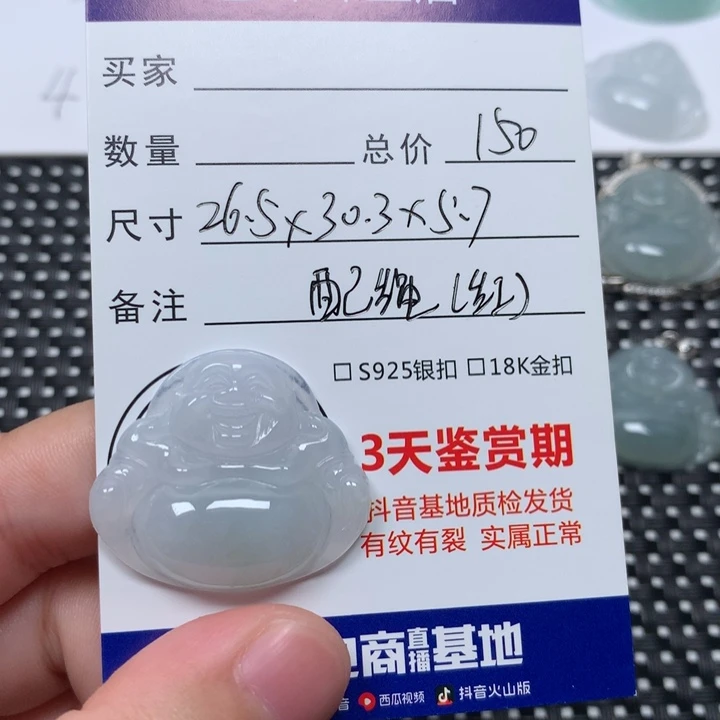 买家
数量 总价 150
尺寸 26.5×30.3×5.7
备注 配绳(红)
□ S925银扣 □ 18K金扣
3天鉴赏期
抖音基地质检发货
有纹有裂 实属正常
电商直播基地
音 西瓜视频 抖音火山版
4